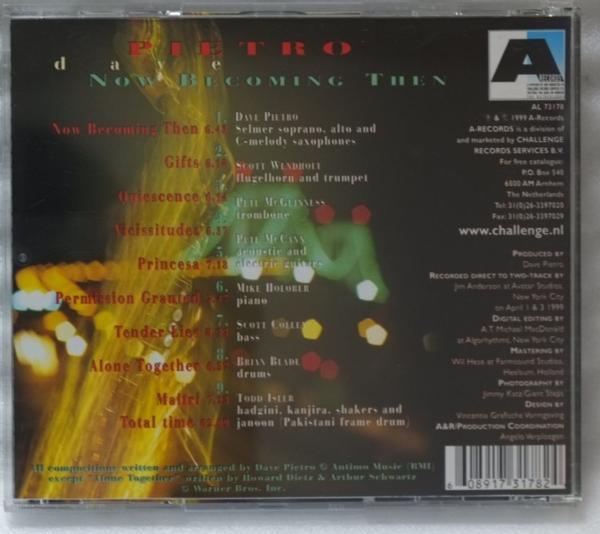 PIETRO
dave
NOW BECOMING THEN
A
RECORDS
AL 73178
℗ & © 1999 A-Records
A-RECORDS is a division of
and marketed by CHALLENGE
RECORDS SERVICES B.V.
For free catalogue:
P.O. Box 540
6800 AM Arnhem
The Netherlands
Tel: 31(0)26-3397020
Fax: 31(0)26-3397029
www.challenge.nl
1.
Now Becoming Then
2.
Gifts
Quiescence
Vicissitudes
5.
Princesa 7.18
6.
Permission Granted
7.
Tender Lies
8.
Alone Together
9.
Maitri
Total time
DAVE PIETRO
Selmer soprano, alto and
C-melody saxophones
SCOTT WENDHOLT
flugelhorn and trumpet
PETE MCGUINNESS
trombone
PETE MCCANN
acoustic and
electric guitars
MIKE HOLOBER
piano
SCOTT COLLEY
bass
BRIAN BLADE
drums
TODD ISLER
hadgini, kanjira, shakers and
janoon (Pakistani frame drum)
PRODUCED BY
Dave Pietro
RECORDED DIRECT TO TWO-TRACK BY
Jim Anderson at Avatar Studios,
New York City
on April 1 & 3 1999
DIGITAL EDITING BY
A.T. Michael MacDonald
at Algorhythms, New York City
MASTERING BY
Wil Hesen at Farmsound Studios,
Heelsum, Holland
PHOTOGRAPHY BY
Jimmy Katz/Giant Steps
DESIGN BY
Vincentio Grafische Vormgeving
A&R/PRODUCTION COORDINATION
Angelo Verploegen
All compositions written and arranged by Dave Pietro © Antimo Music (BMI)
except "Alone Together" written by Howard Dietz & Arthur Schwartz
© Warner Bros. Inc.
6 08917 31782